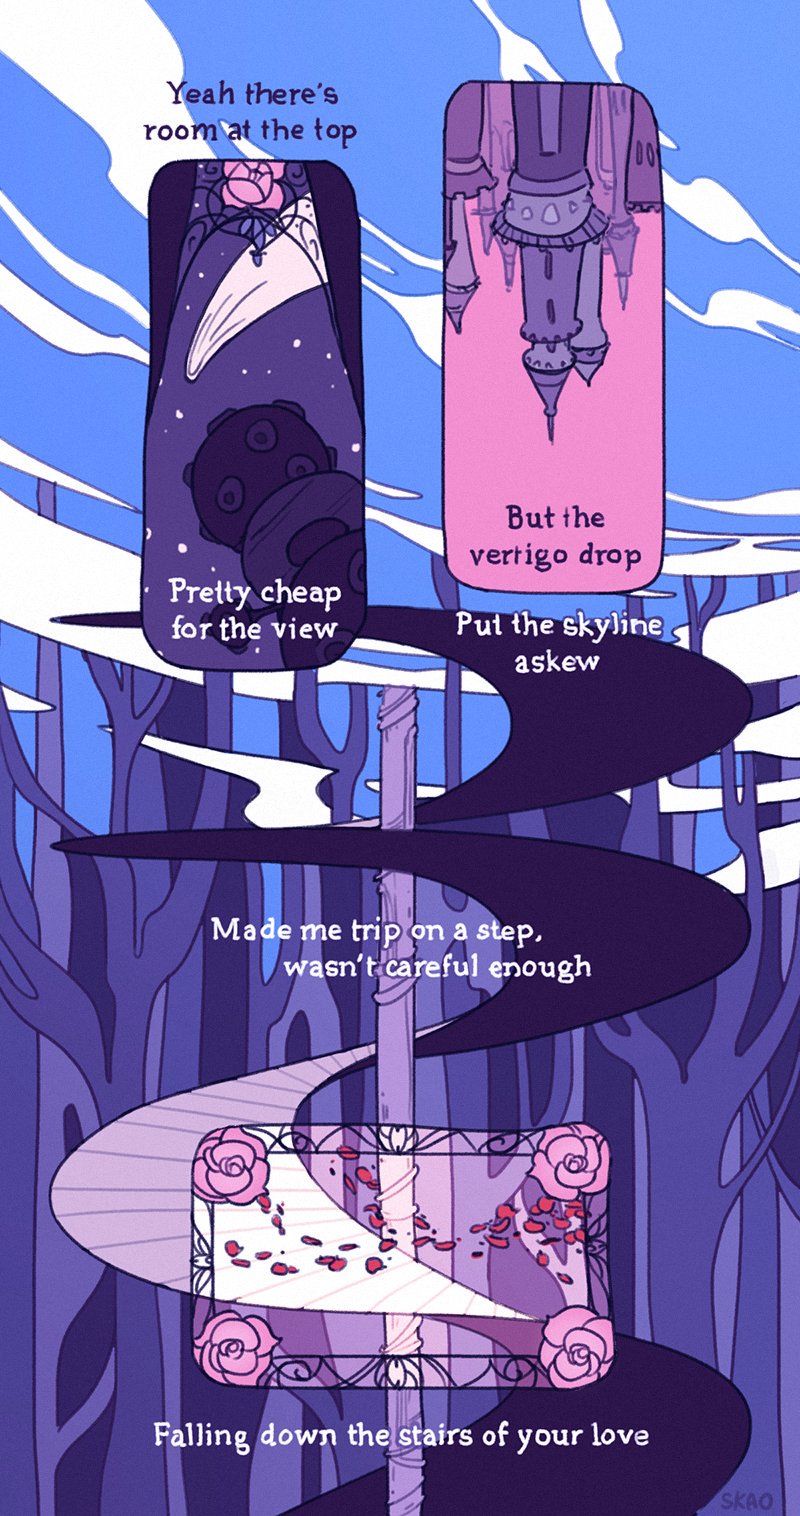 Yeah there's
room at the top
Pretty cheap
for the view
But the
vertigo drop
Put the skyline
askew
Made me trip on a step,
wasn't careful enough
Falling down the stairs of your love
SKAO